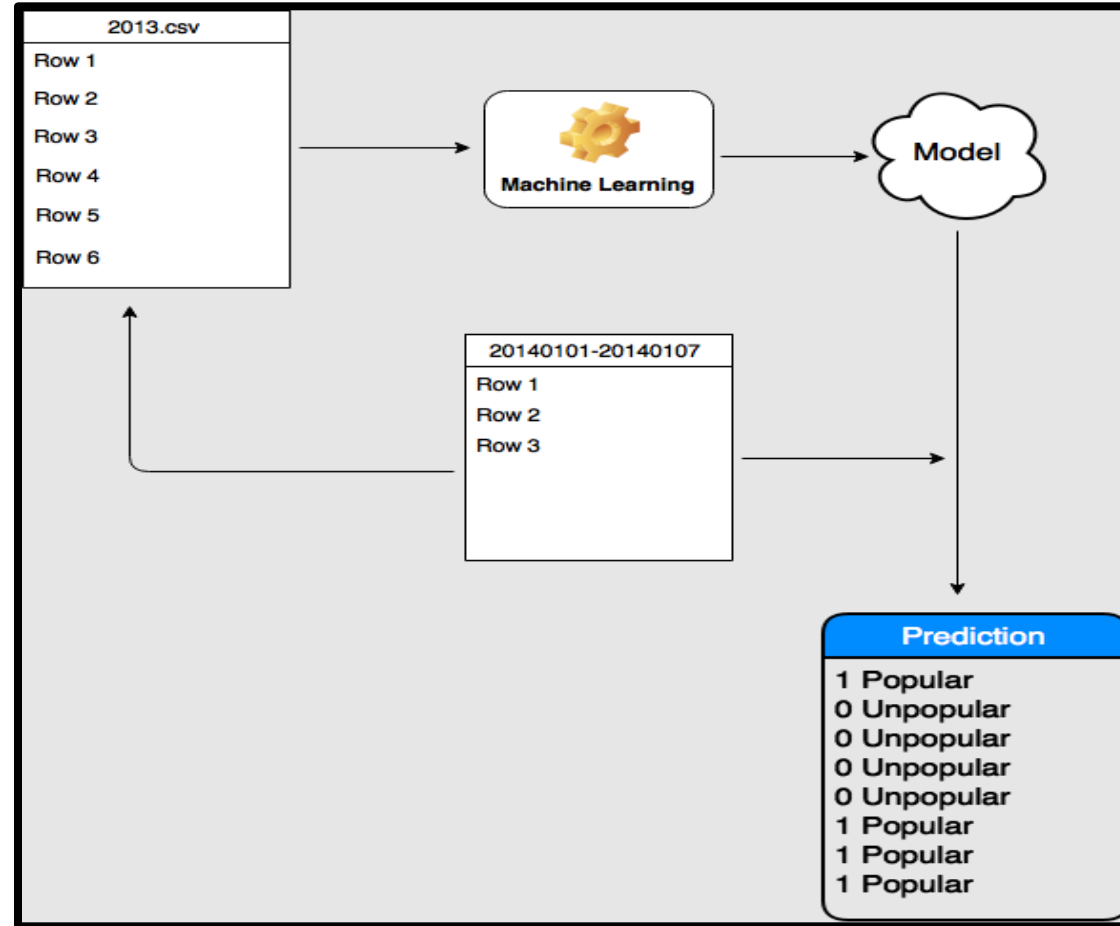 2013.csv
Row 1
Row 2
Row 3
Row 4
Row 5
Row 6
Machine Learning
Model
20140101-20140107
Row 1
Row 2
Row 3
Prediction
1 Popular
0 Unpopular
0 Unpopular
0 Unpopular
0 Unpopular
1 Popular
1 Popular
1 Popular